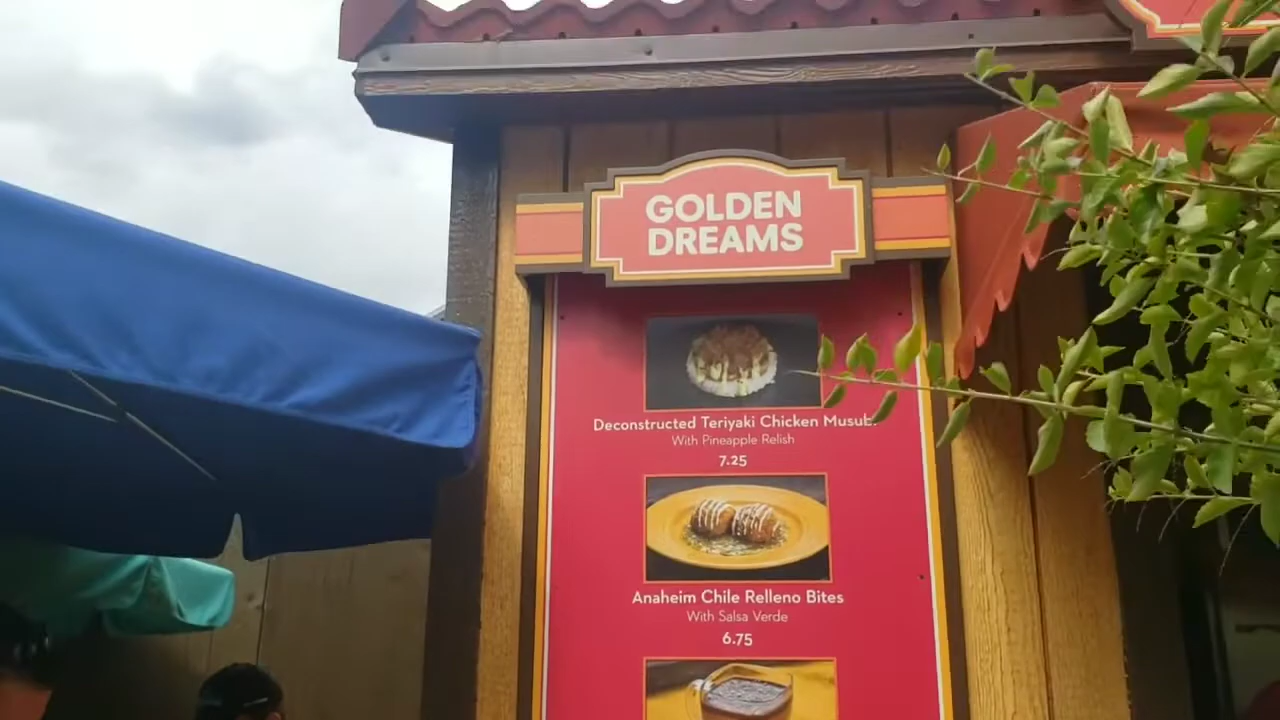 GOLDEN
DREAMS
Deconstructed Teriyaki Chicken
With Pineapple Relish
7.25
Anaheim Chile Relleno Bites
With Salsa Verde
6.75